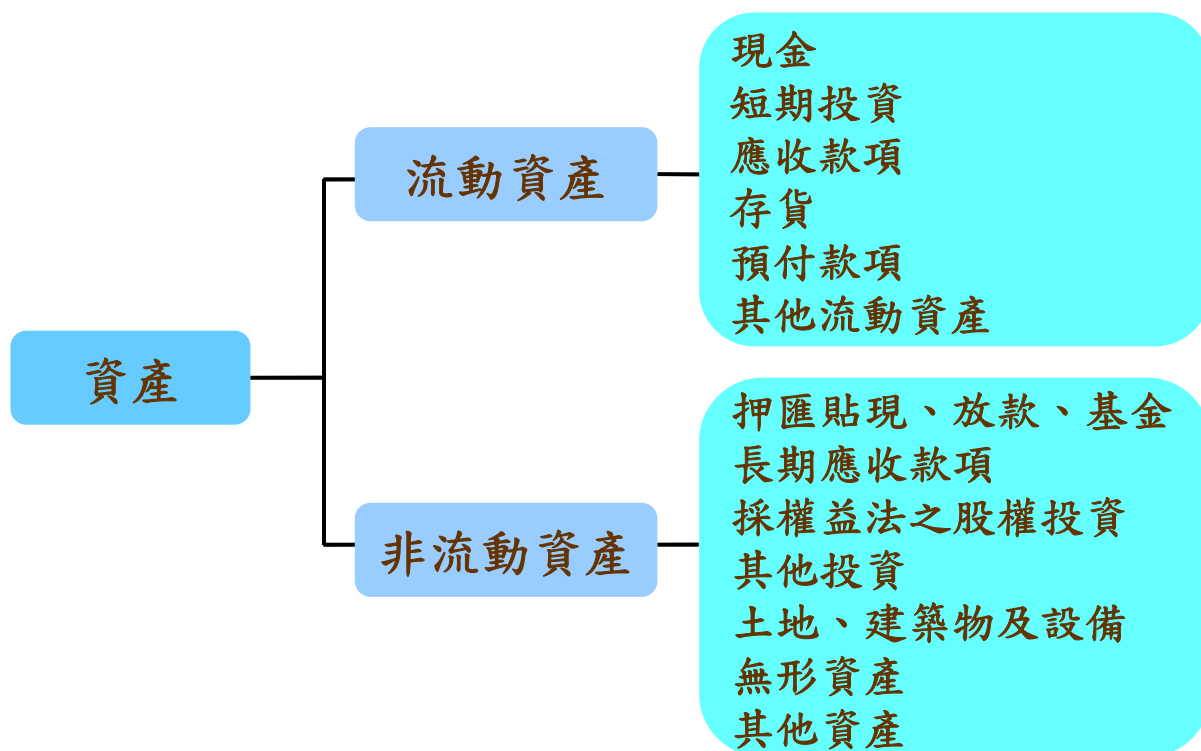 資產
流動資產
現金
短期投資
應收款項
存貨
預付款項
其他流動資產
非流動資產
押匯貼現、放款、基金
長期應收款項
採權益法之股權投資
其他投資
土地、建築物及設備
無形資產
其他資產